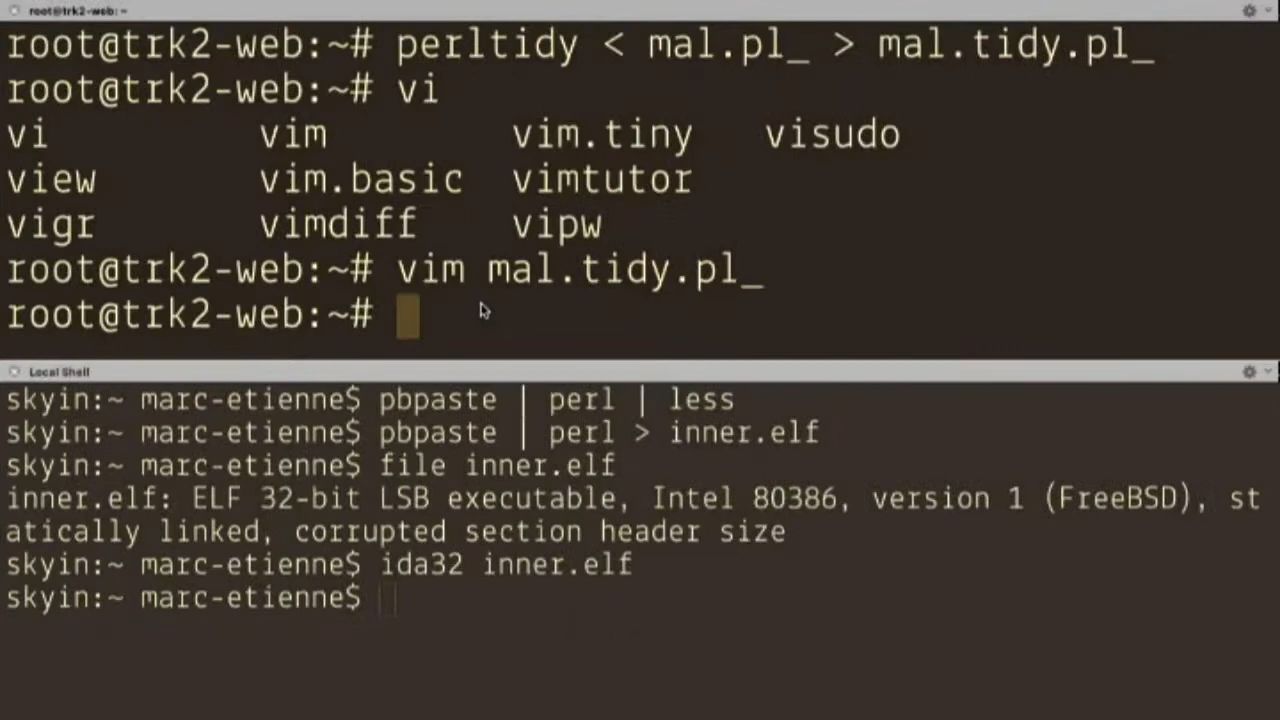 root@trk2-web: ~
root@trk2-web:~# perltidy < mal.pl_ > mal.tidy.pl_
root@trk2-web:~# vi
vi vim vim.tiny visudo
view vim.basic vimtutor
vigr vimdiff vipw
root@trk2-web:~# vim mal.tidy.pl_
root@trk2-web:~#
Local Shell
skyin:~ marc-etienne$ pbpaste | perl | less
skyin:~ marc-etienne$ pbpaste | perl > inner.elf
skyin:~ marc-etienne$ file inner.elf
inner.elf: ELF 32-bit LSB executable, Intel 80386, version 1 (FreeBSD), st
atically linked, corrupted section header size
skyin:~ marc-etienne$ ida32 inner.elf
skyin:~ marc-etienne$